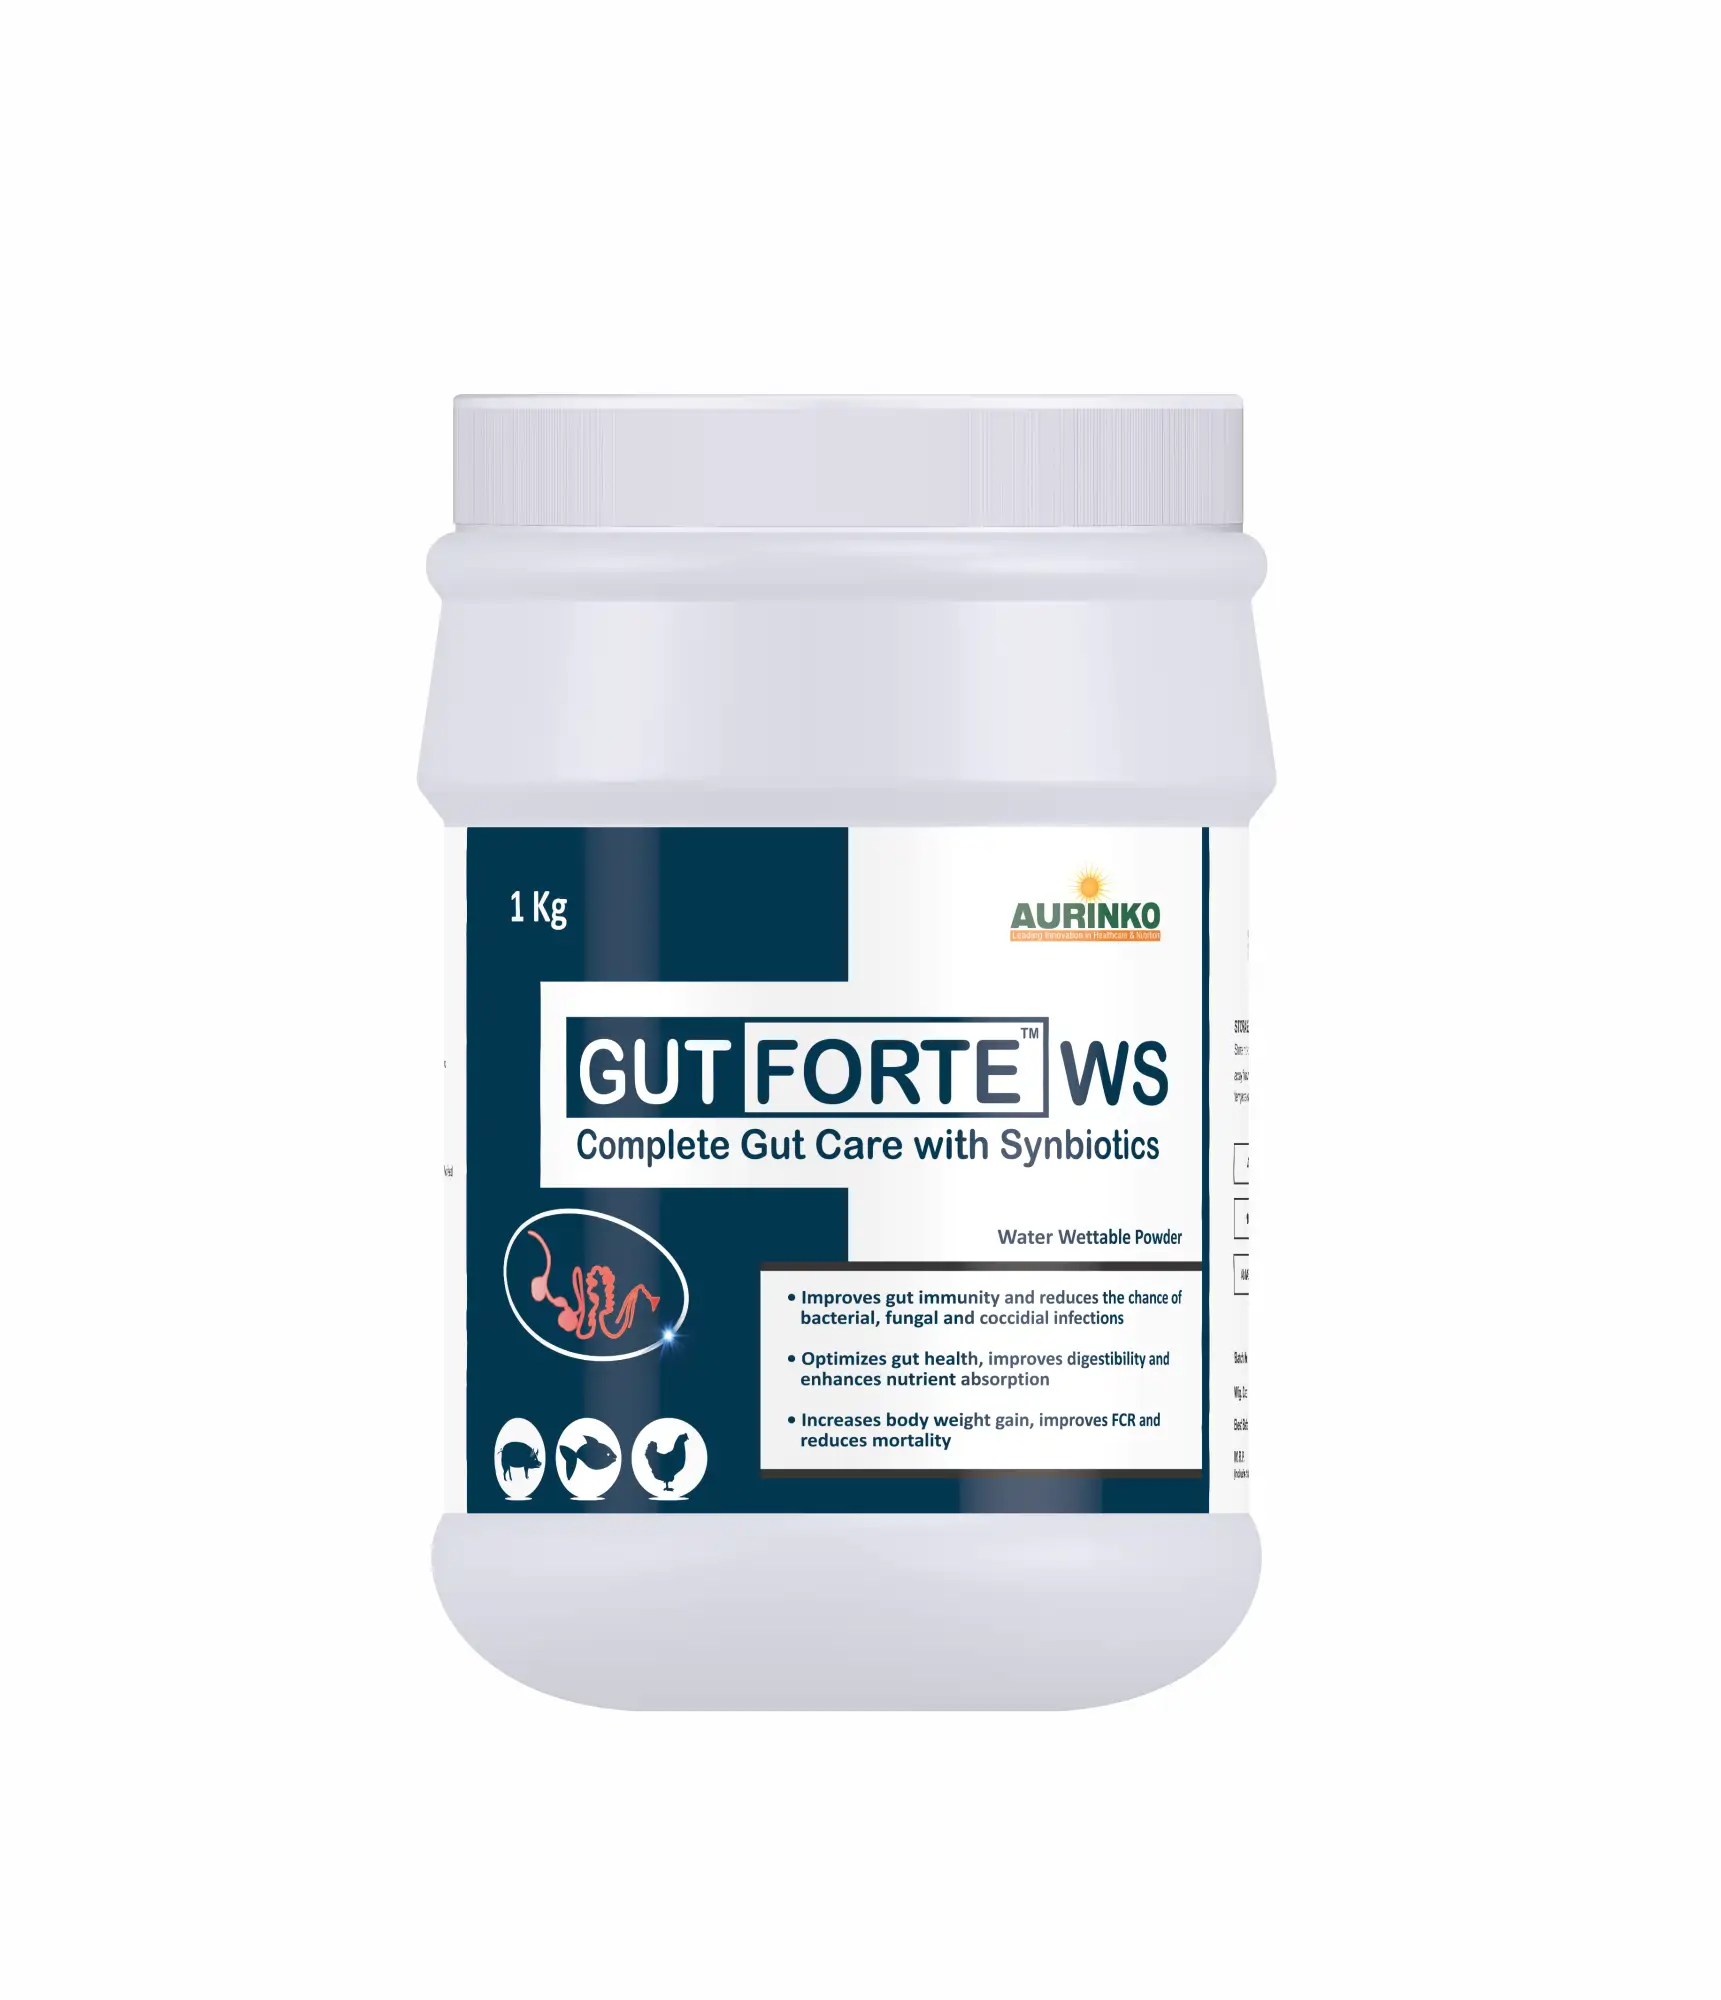 1 Kg
AURINKO
Leading Innovation in Healthcare & Nutrition
GUT FORTE™ WS
Complete Gut Care with Synbiotics
Water Wettable Powder
• Improves gut immunity and reduces the chance of
bacterial, fungal and coccidial infections
• Optimizes gut health, improves digestibility and
enhances nutrient absorption
• Increases body weight gain, improves FCR and
reduces mortality
M.R.P.